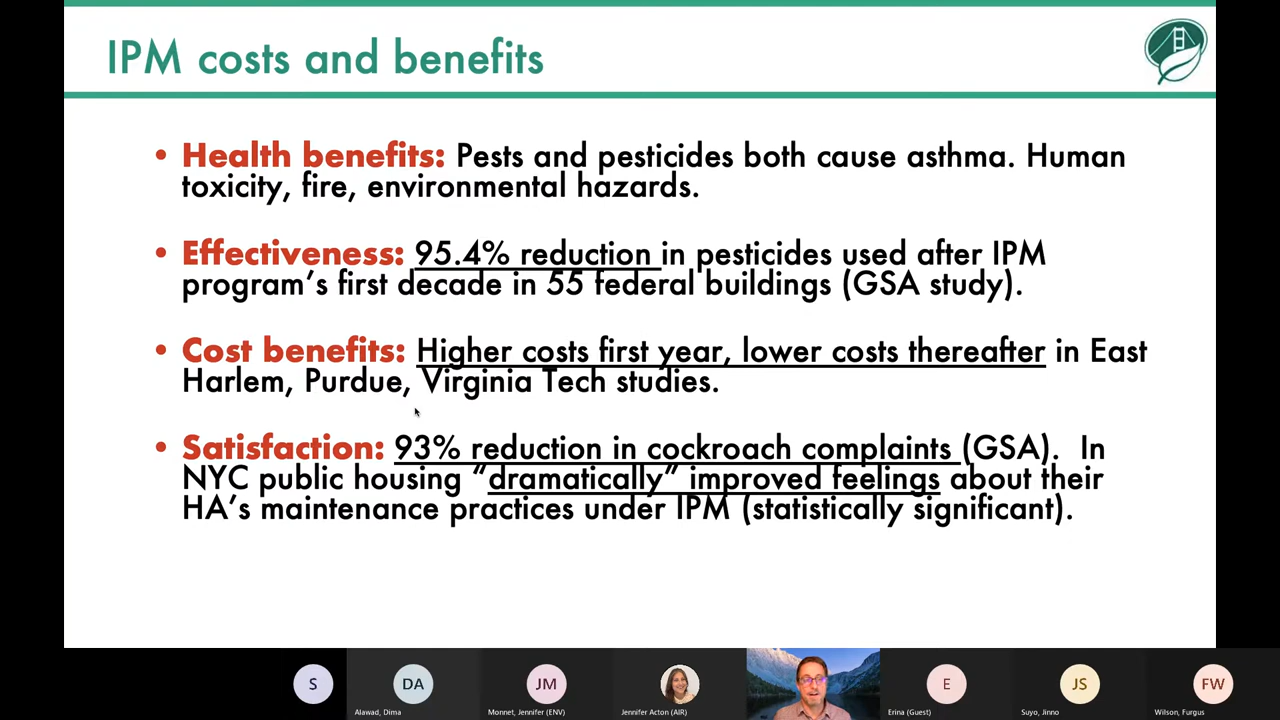 IPM costs and benefits
• Health benefits: Pests and pesticides both cause asthma. Human
toxicity, fire, environmental hazards.
• Effectiveness: 95.4% reduction in pesticides used after IPM
program’s first decade in 55 federal buildings (GSA study).
• Cost benefits: Higher costs first year, lower costs thereafter in East
Harlem, Purdue, Virginia Tech studies.
• Satisfaction: 93% reduction in cockroach complaints (GSA). In
NYC public housing “dramatically” improved feelings about their
HA’s maintenance practices under IPM (statistically significant).
S
DA
JM
E
JS
FW
Alawad, Dima
Monnet, Jennifer (ENV)
Jennifer Acton (AIR)
Erina (Guest)
Suyo, Jinno
Wilson, Furgus